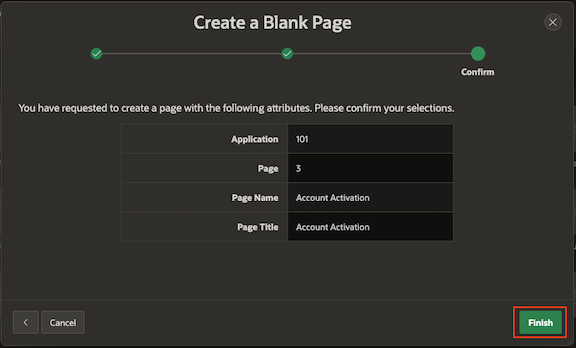 Create a Blank Page
Confirm
You have requested to create a page with the following attributes. Please confirm your selections.
Application 101
Page 3
Page Name Account Activation
Page Title Account Activation
Cancel Finish